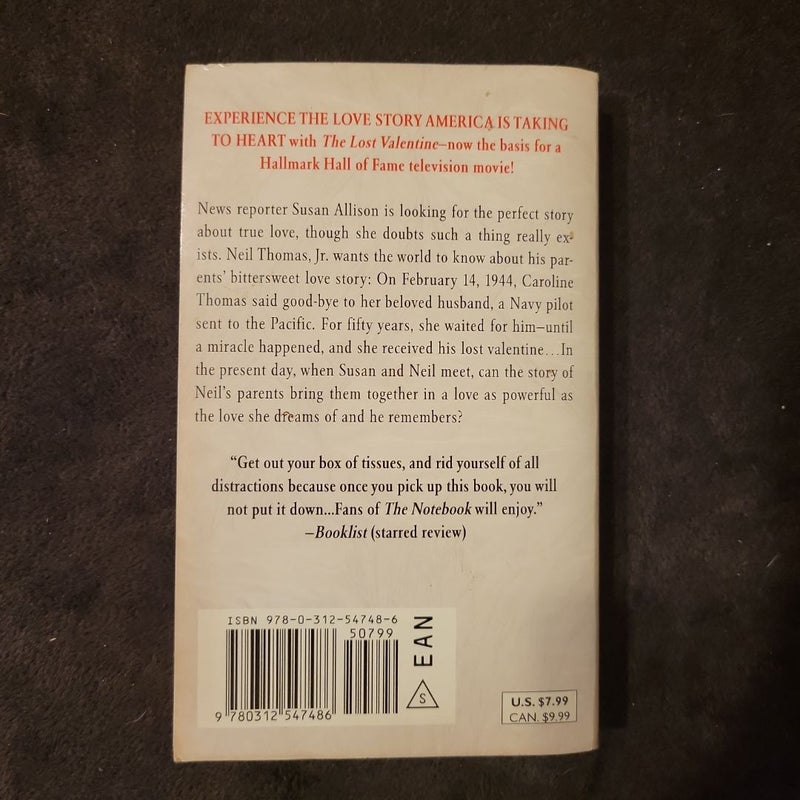 EXPERIENCE THE LOVE STORY AMERICA IS TAKING
TO HEART with The Lost Valentine—now the basis for a
Hallmark Hall of Fame television movie!
News reporter Susan Allison is looking for the perfect story
about true love, though she doubts such a thing really ex-
ists. Neil Thomas, Jr. wants the world to know about his par-
ents' bittersweet love story: On February 14, 1944, Caroline
Thomas said good-bye to her beloved husband, a Navy pilot
sent to the Pacific. For fifty years, she waited for him—until
a miracle happened, and she received his lost valentine…In
the present day, when Susan and Neil meet, can the story of
Neil's parents bring them together in a love as powerful as
the love she dreams of and he remembers?
“Get out your box of tissues, and rid yourself of all
distractions because once you pick up this book, you will
not put it down...Fans of The Notebook will enjoy.”
—Booklist (starred review)
ISBN 978-0-312-54748-6
50799
9 780312 547486
EAN
S
U.S. $7.99
CAN. $9.99